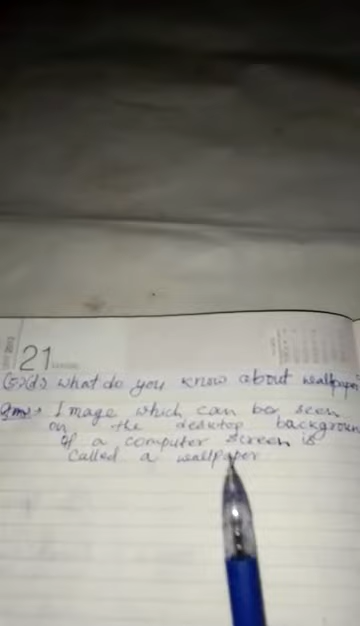 21
what do you know about wallpaper
Ans → Image which can be seen
on the desktop background
of a computer screen is
called a wallpaper